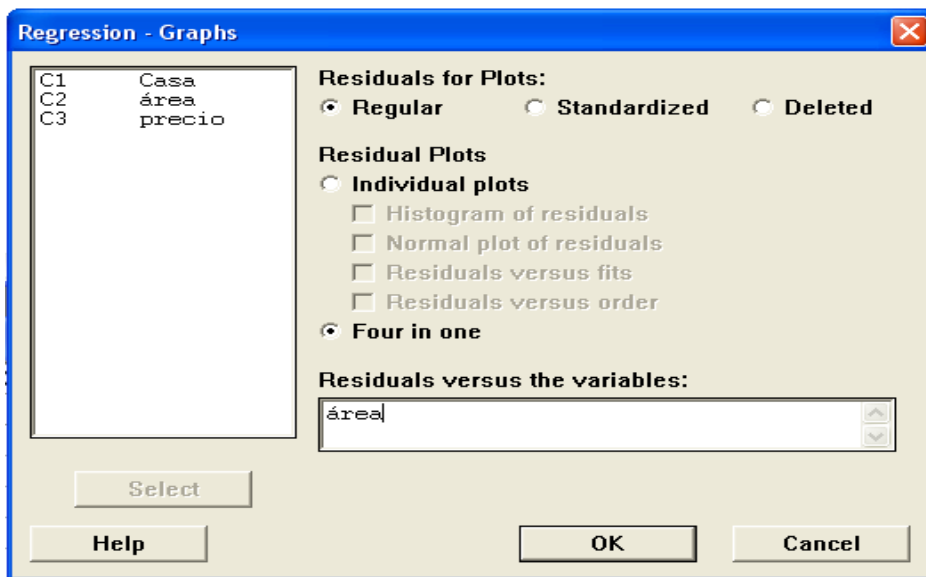 Regression - Graphs
C1 Casa
C2 área
C3 precio
Residuals for Plots:
Regular Standardized Deleted
Residual Plots
Individual plots
Histogram of residuals
Normal plot of residuals
Residuals versus fits
Residuals versus order
Four in one
Residuals versus the variables:
área
Select
Help OK Cancel